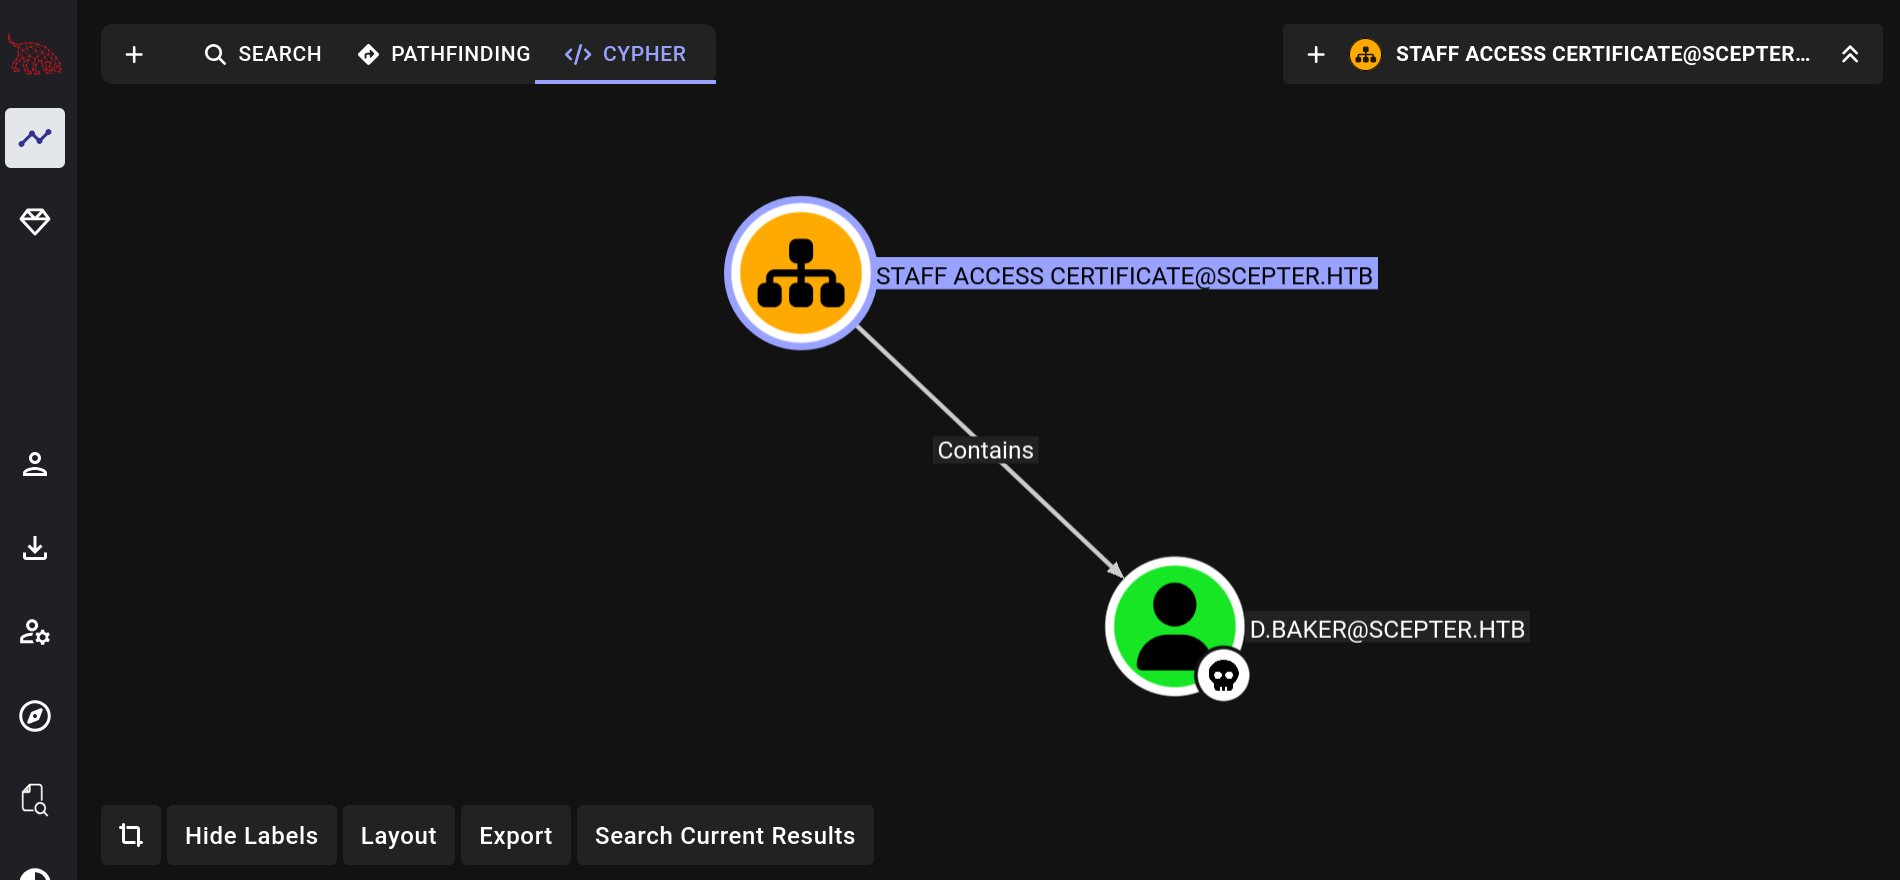 SEARCH
PATHFINDING
CYPHER
STAFF ACCESS CERTIFICATE@SCEPTER...
STAFF ACCESS CERTIFICATE@SCEPTER.HTB
Contains
D.BAKER@SCEPTER.HTB
Hide Labels
Layout
Export
Search Current Results